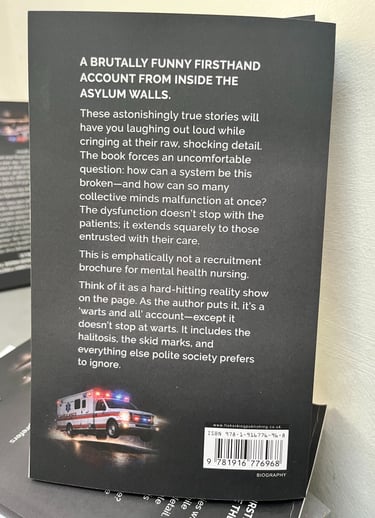 A BRUTALLY FUNNY FIRSTHAND
ACCOUNT FROM INSIDE THE
ASYLUM WALLS.
These astonishingly true stories will
have you laughing out loud while
cringing at their raw, shocking detail.
The book forces an uncomfortable
question: how can a system be this
broken—and how can so many
collective minds malfunction at once?
The dysfunction doesn't stop with the
patients; it extends squarely to those
entrusted with their care.
This is emphatically not a recruitment
brochure for mental health nursing.
Think of it as a hard-hitting reality show
on the page. As the author puts it, it's a
'warts and all' account—except it
doesn't stop at warts. It includes the
halitosis, the skid marks, and
everything else polite society prefers
to ignore.
ISBN 978-1-916776-96-8
9 781916 776968
BIOGRAPHY